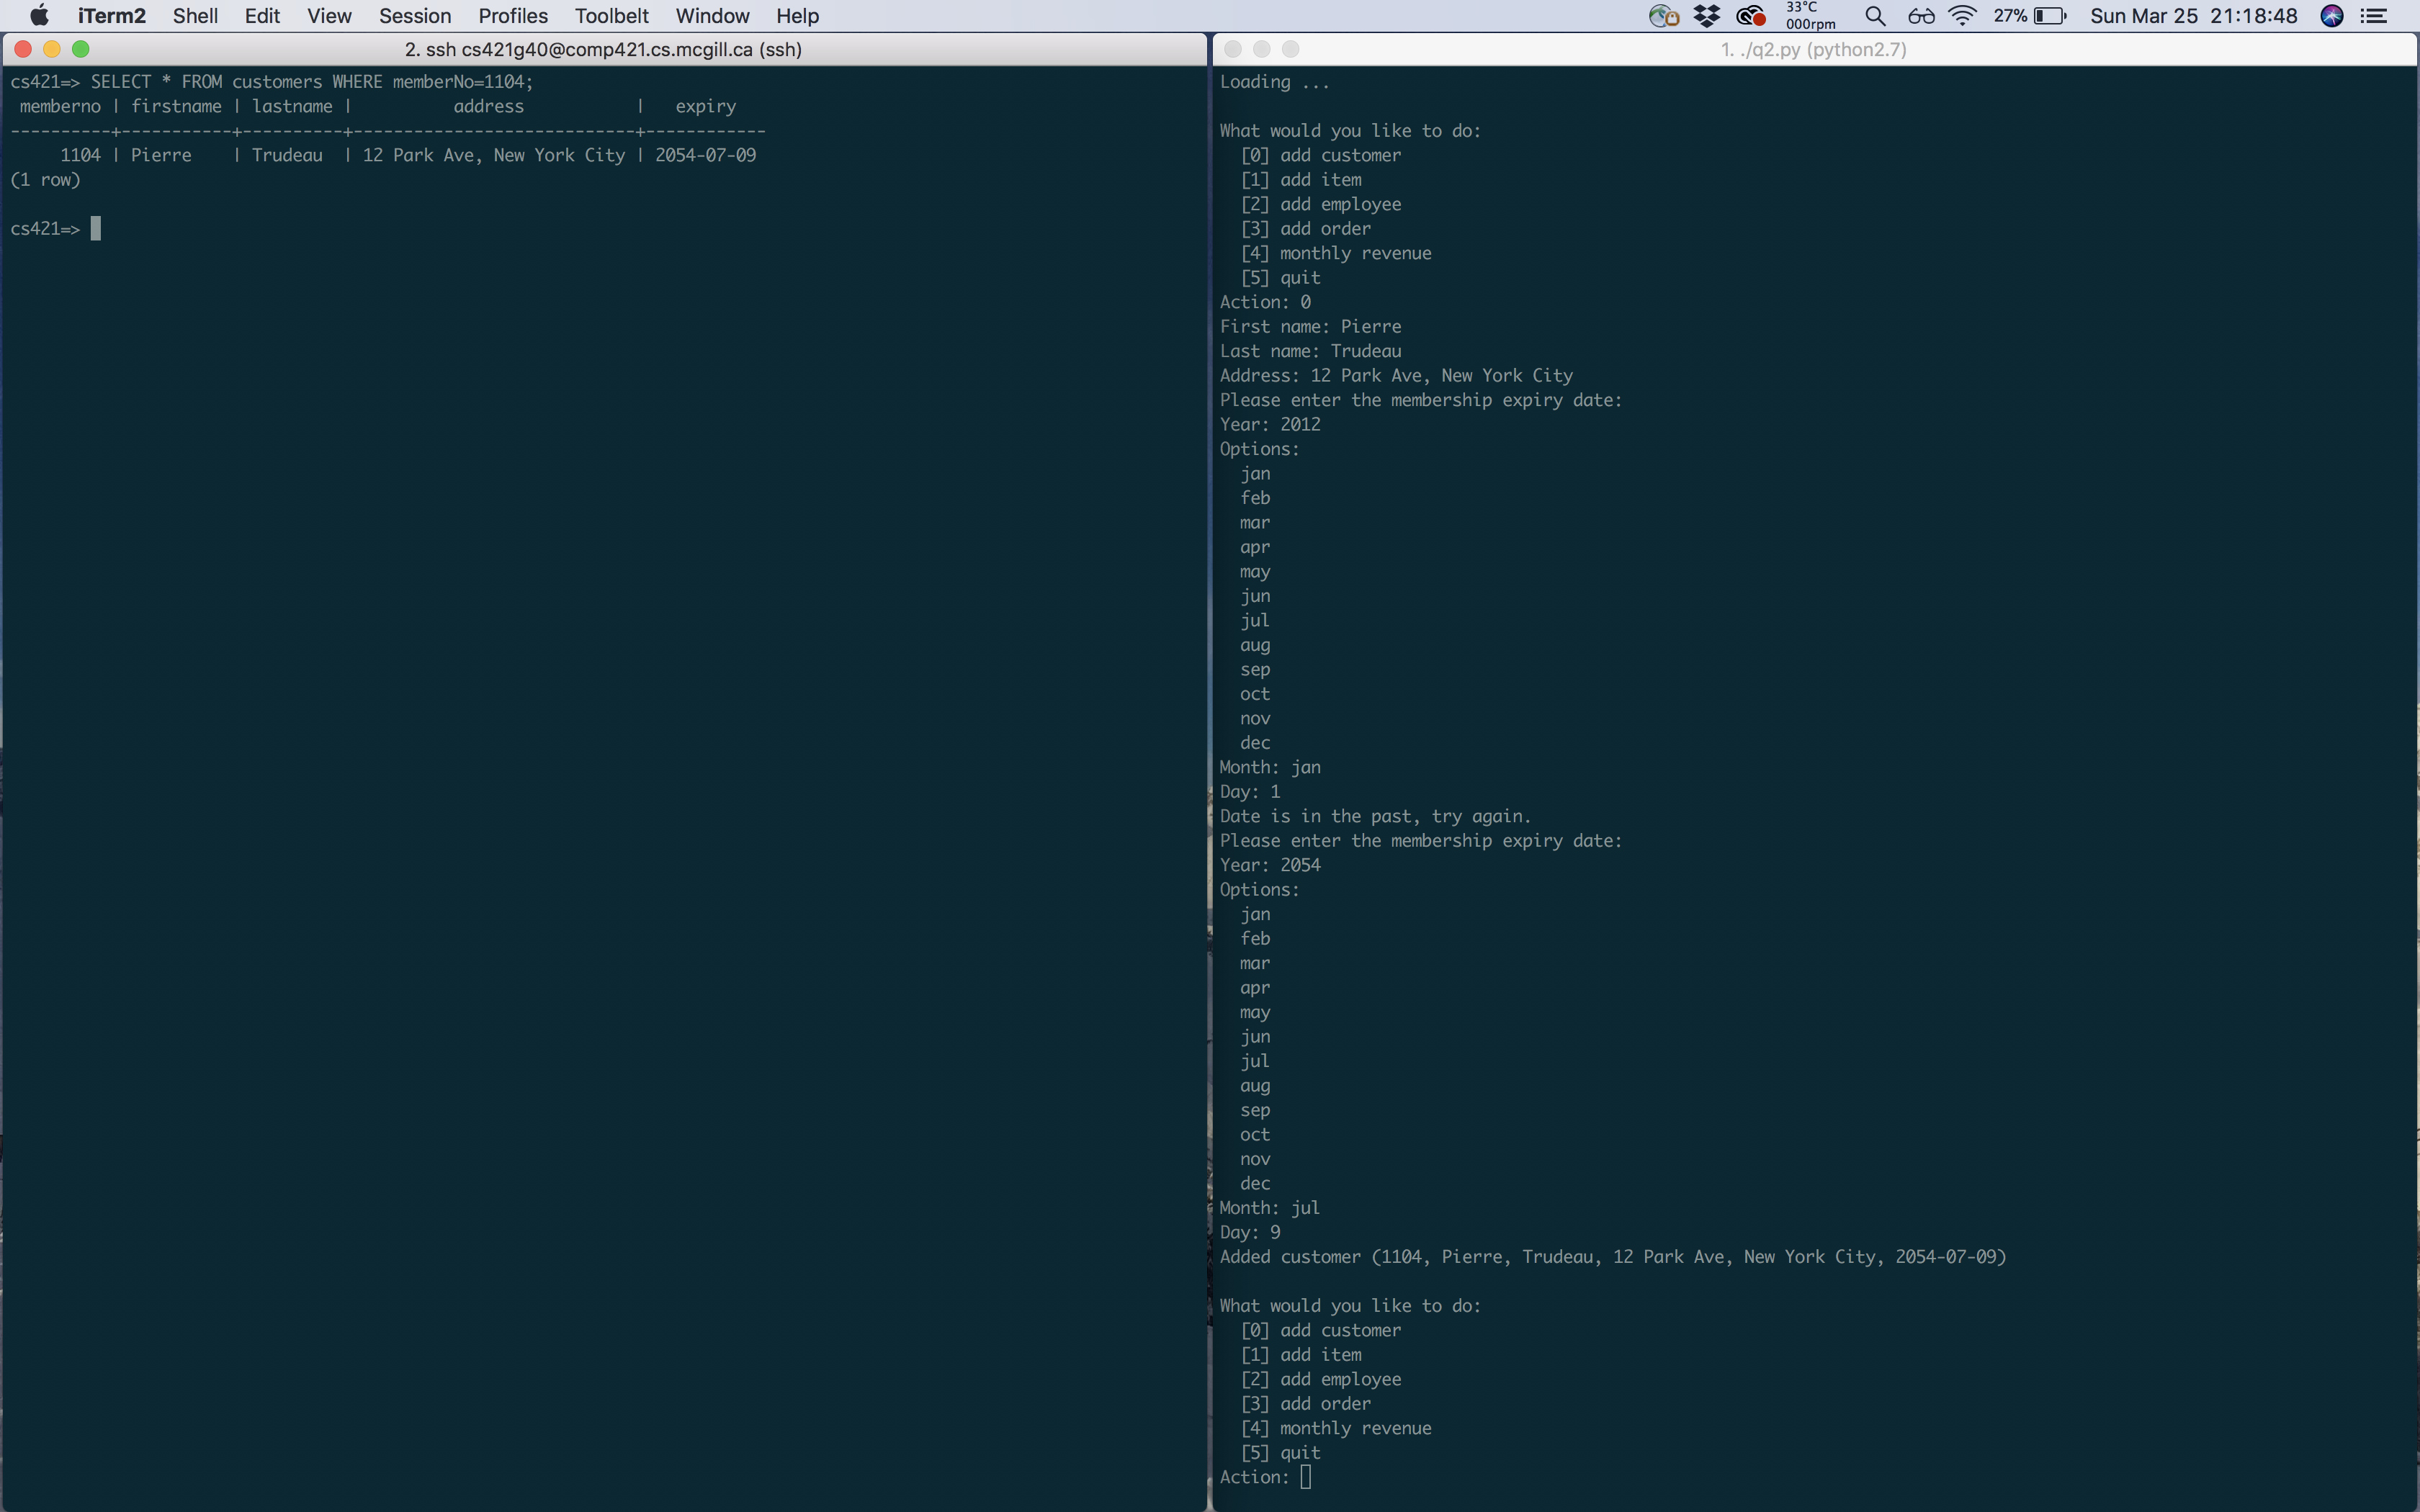 iTerm2 Shell Edit View Session Profiles Toolbelt Window Help 33°C 000rpm 27% Sun Mar 25 21:18:48
2. ssh cs421g40@comp421.cs.mcgill.ca (ssh)
cs421=> SELECT * FROM customers WHERE memberNo=1104;
 memberno | firstname | lastname |          address           |   expiry
----------+-----------+----------+----------------------------+------------
     1104 | Pierre    | Trudeau  | 12 Park Ave, New York City | 2054-07-09
(1 row)
cs421=>
1. ./q2.py (python2.7)
Loading ...
What would you like to do:
  [0] add customer
  [1] add item
  [2] add employee
  [3] add order
  [4] monthly revenue
  [5] quit
Action: 0
First name: Pierre
Last name: Trudeau
Address: 12 Park Ave, New York City
Please enter the membership expiry date:
Year: 2012
Options:
  jan
  feb
  mar
  apr
  may
  jun
  jul
  aug
  sep
  oct
  nov
  dec
Month: jan
Day: 1
Date is in the past, try again.
Please enter the membership expiry date:
Year: 2054
Options:
  jan
  feb
  mar
  apr
  may
  jun
  jul
  aug
  sep
  oct
  nov
  dec
Month: jul
Day: 9
Added customer (1104, Pierre, Trudeau, 12 Park Ave, New York City, 2054-07-09)
What would you like to do:
  [0] add customer
  [1] add item
  [2] add employee
  [3] add order
  [4] monthly revenue
  [5] quit
Action: